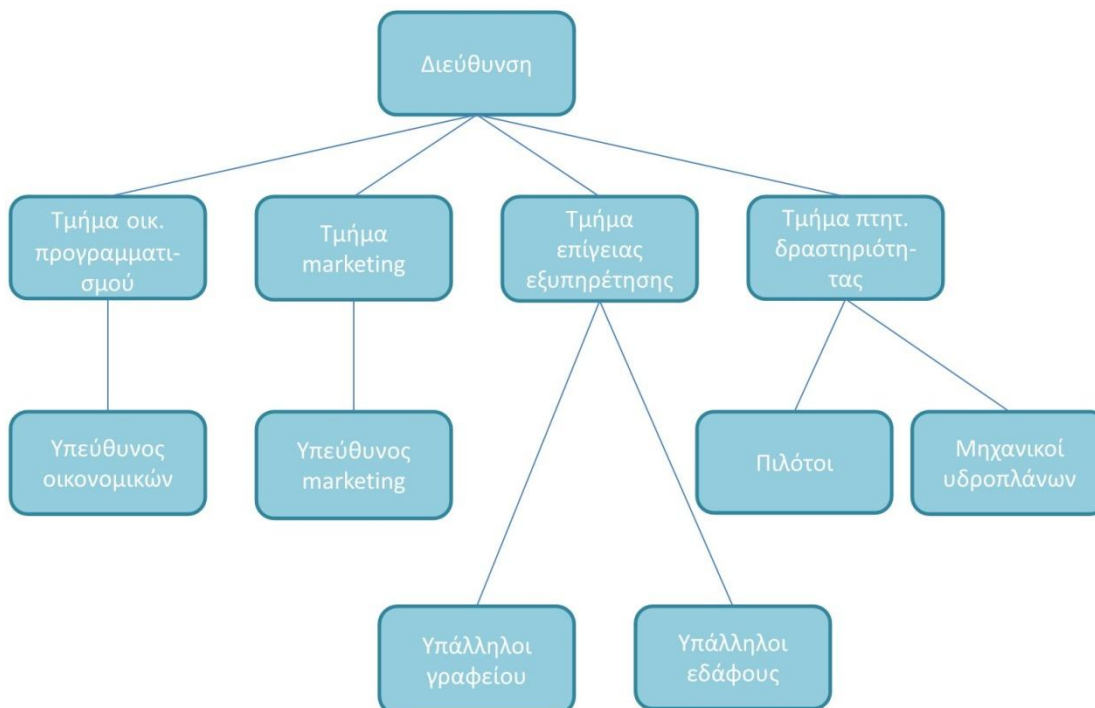 Διεύθυνση
Τμήμα οικ.
προγραμματι-
σμού
Τμήμα
marketing
Τμήμα
επίγειας
εξυπηρέτησης
Τμήμα πτητ.
δραστηριότη-
τας
Υπεύθυνος
οικονομικών
Υπεύθυνος
marketing
Πιλότοι
Μηχανικοί
υδροπλάνων
Υπάλληλοι
γραφείου
Υπάλληλοι
εδάφους